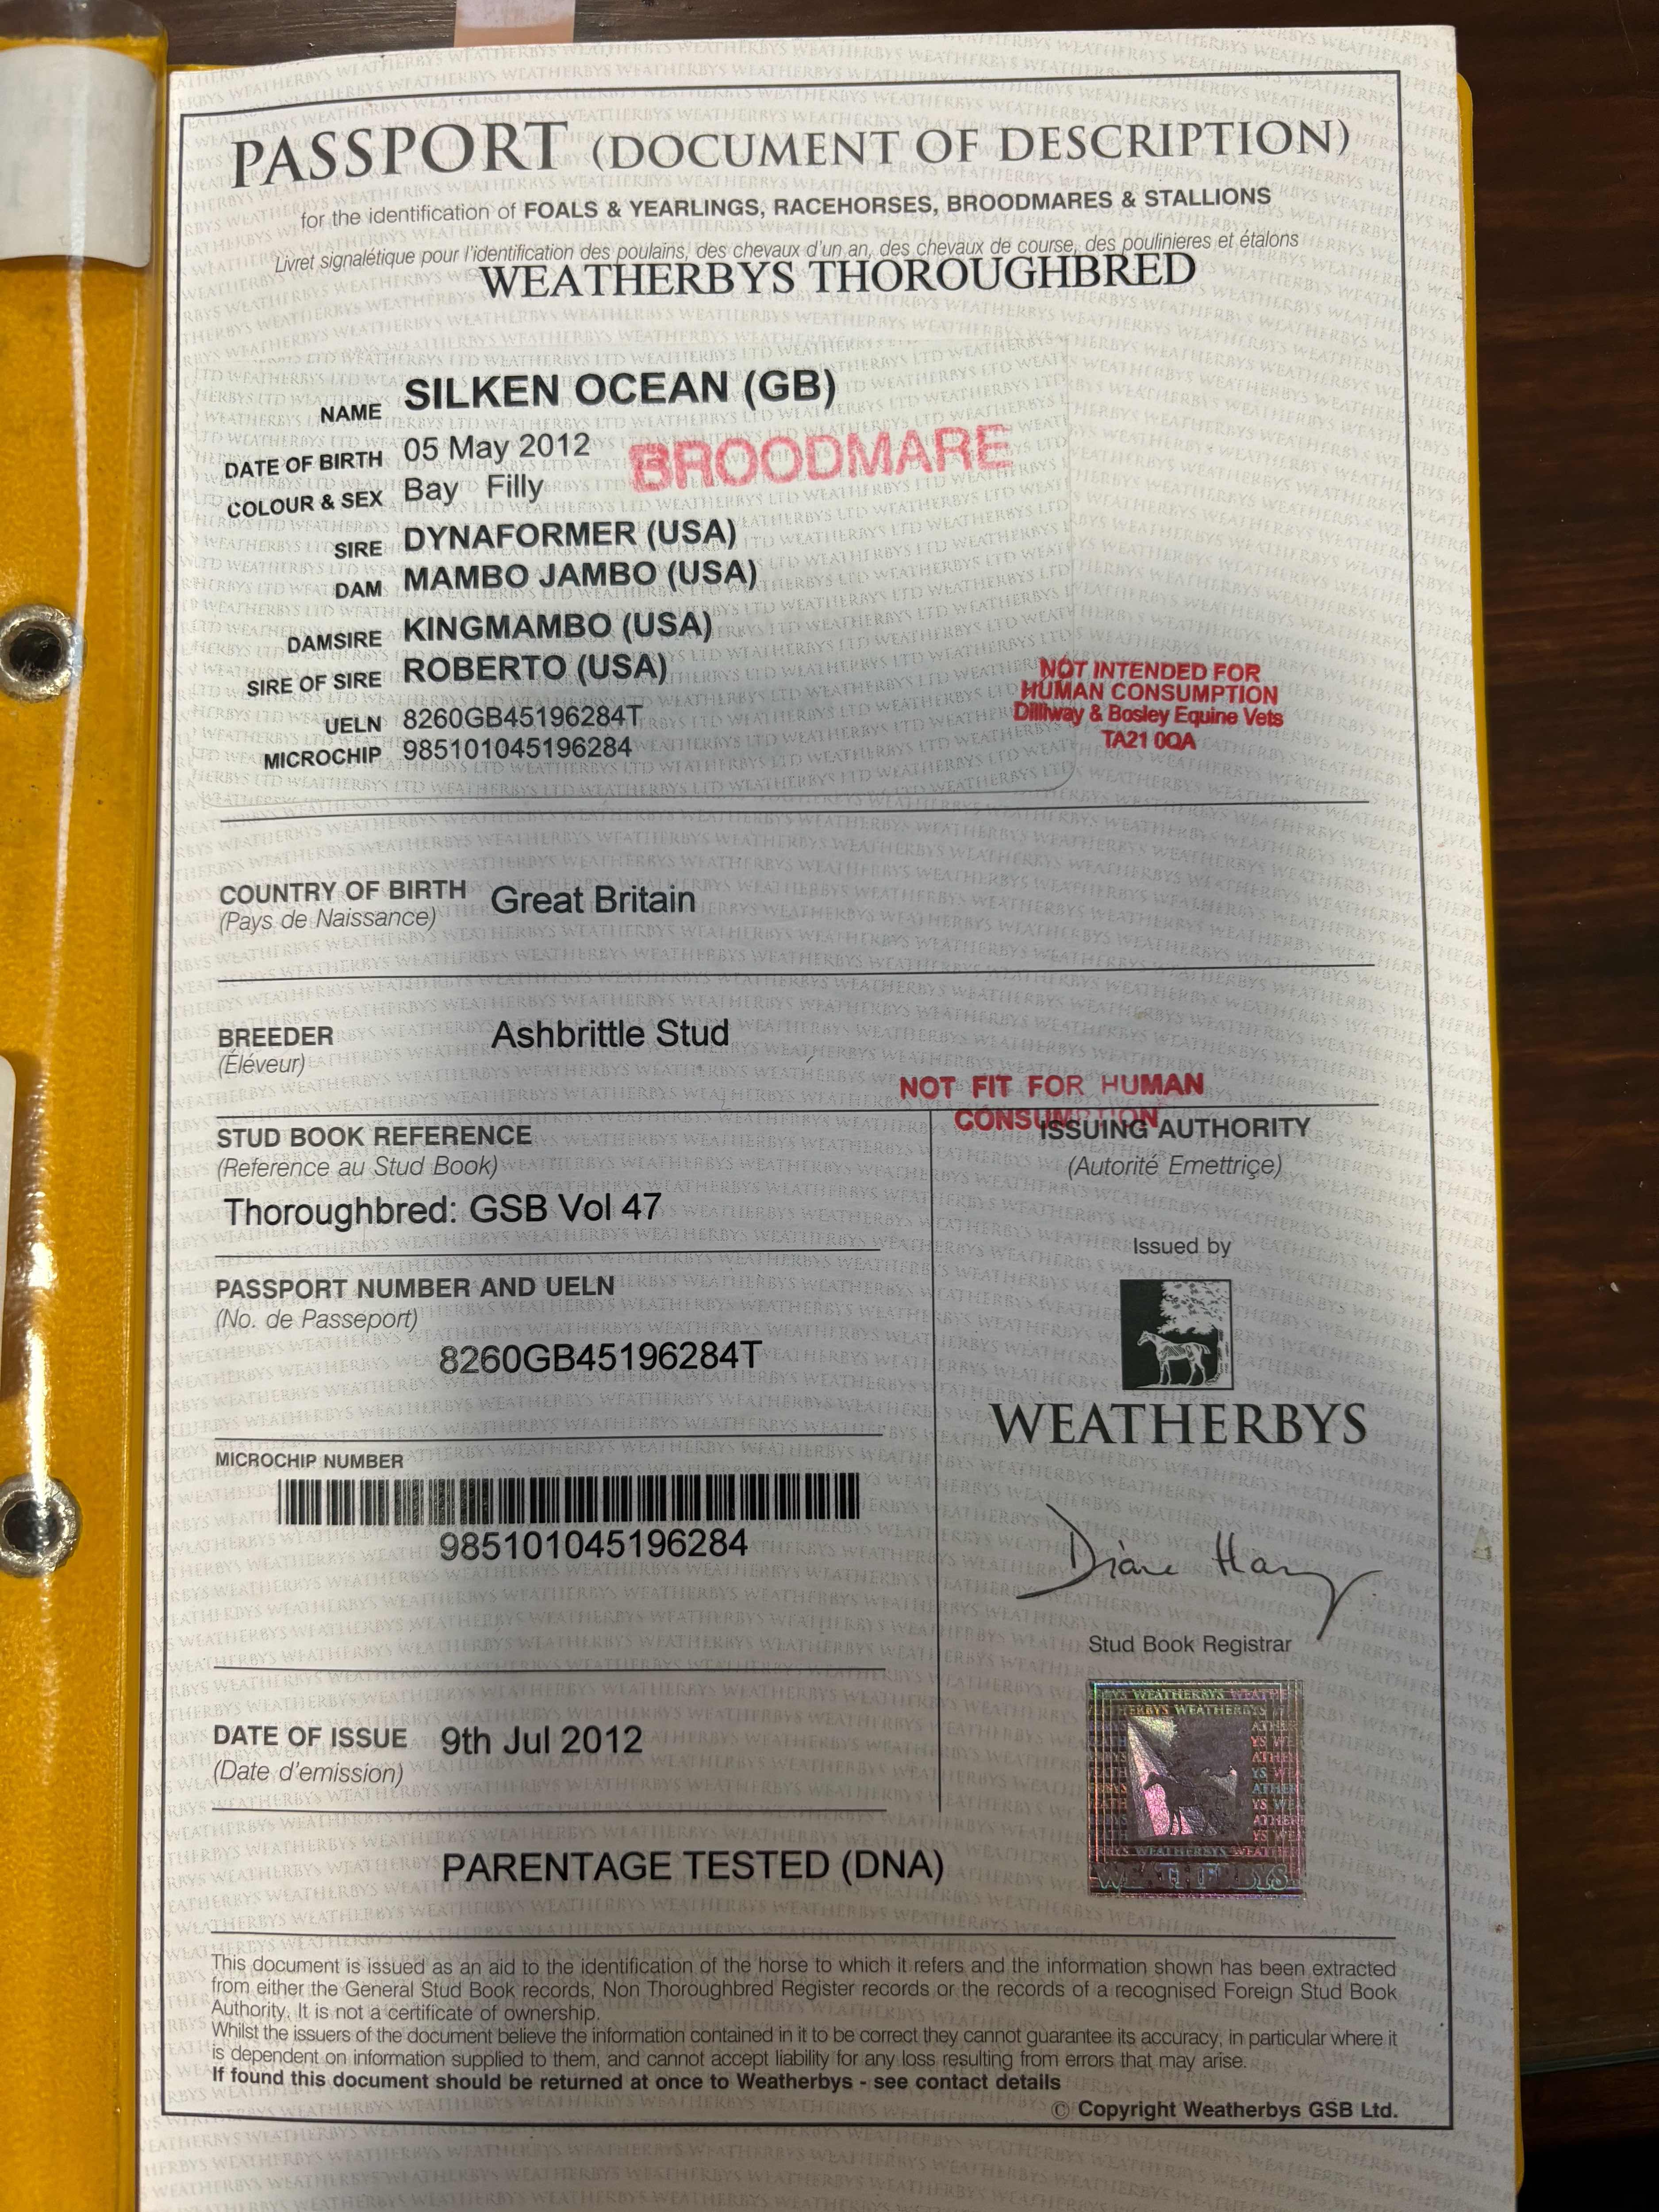 PASSPORT (DOCUMENT OF DESCRIPTION)
for the identification of FOALS & YEARLINGS, RACEHORSES, BROODMARES & STALLIONS
Livret signalétique pour l'identification des poulains, des chevaux d'un an, des chevaux de course, des poulinieres et étalons
WEATHERBYS THOROUGHBRED
NAME SILKEN OCEAN (GB)
DATE OF BIRTH 05 May 2012
BROODMARE
COLOUR & SEX Bay Filly
SIRE DYNAFORMER (USA)
DAM MAMBO JAMBO (USA)
DAMSIRE KINGMAMBO (USA)
SIRE OF SIRE ROBERTO (USA)
UELN 8260GB45196284T
MICROCHIP 985101045196284
NOT INTENDED FOR
HUMAN CONSUMPTION
Dillway & Bosley Equine Vets
TA21 0QA
COUNTRY OF BIRTH Great Britain
(Pays de Naissance)
BREEDER Ashbrittle Stud
(Éléveur)
NOT FIT FOR HUMAN
CONSUMPTION
STUD BOOK REFERENCE
(Reference au Stud Book)
Thoroughbred: GSB Vol 47
PASSPORT NUMBER AND UELN
(No. de Passeport)
8260GB45196284T
MICROCHIP NUMBER
985101045196284
DATE OF ISSUE 9th Jul 2012
(Date d'emission)
ISSUING AUTHORITY
(Autorité Emettriçe)
Issued by
WEATHERBYS
Diane
Stud Book Registrar
WEATHERBYS
PARENTAGE TESTED (DNA)
This document is issued as an aid to the identification of the horse to which it refers and the information shown has been extracted
from either the General Stud Book records, Non Thoroughbred Register records or the records of a recognised Foreign Stud Book
Authority. It is not a certificate of ownership.
Whilst the issuers of the document believe the information contained in it to be correct they cannot guarantee its accuracy, in particular where it
is dependent on information supplied to them, and cannot accept liability for any loss resulting from errors that may arise.
If found this document should be returned at once to Weatherbys - see contact details
© Copyright Weatherbys GSB Ltd.